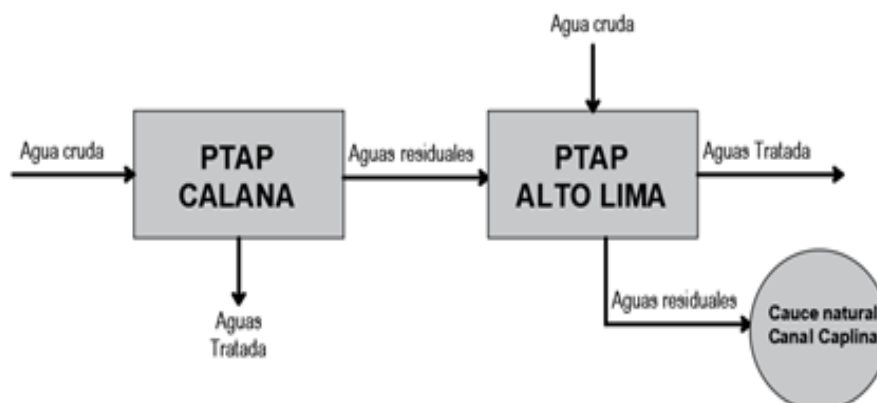 Agua cruda
Agua cruda
PTAP
CALANA
Aguas residuales
PTAP
ALTO LIMA
Aguas Tratada
Aguas
Tratada
Aguas residuales
Cauce natural
Canal Caplina